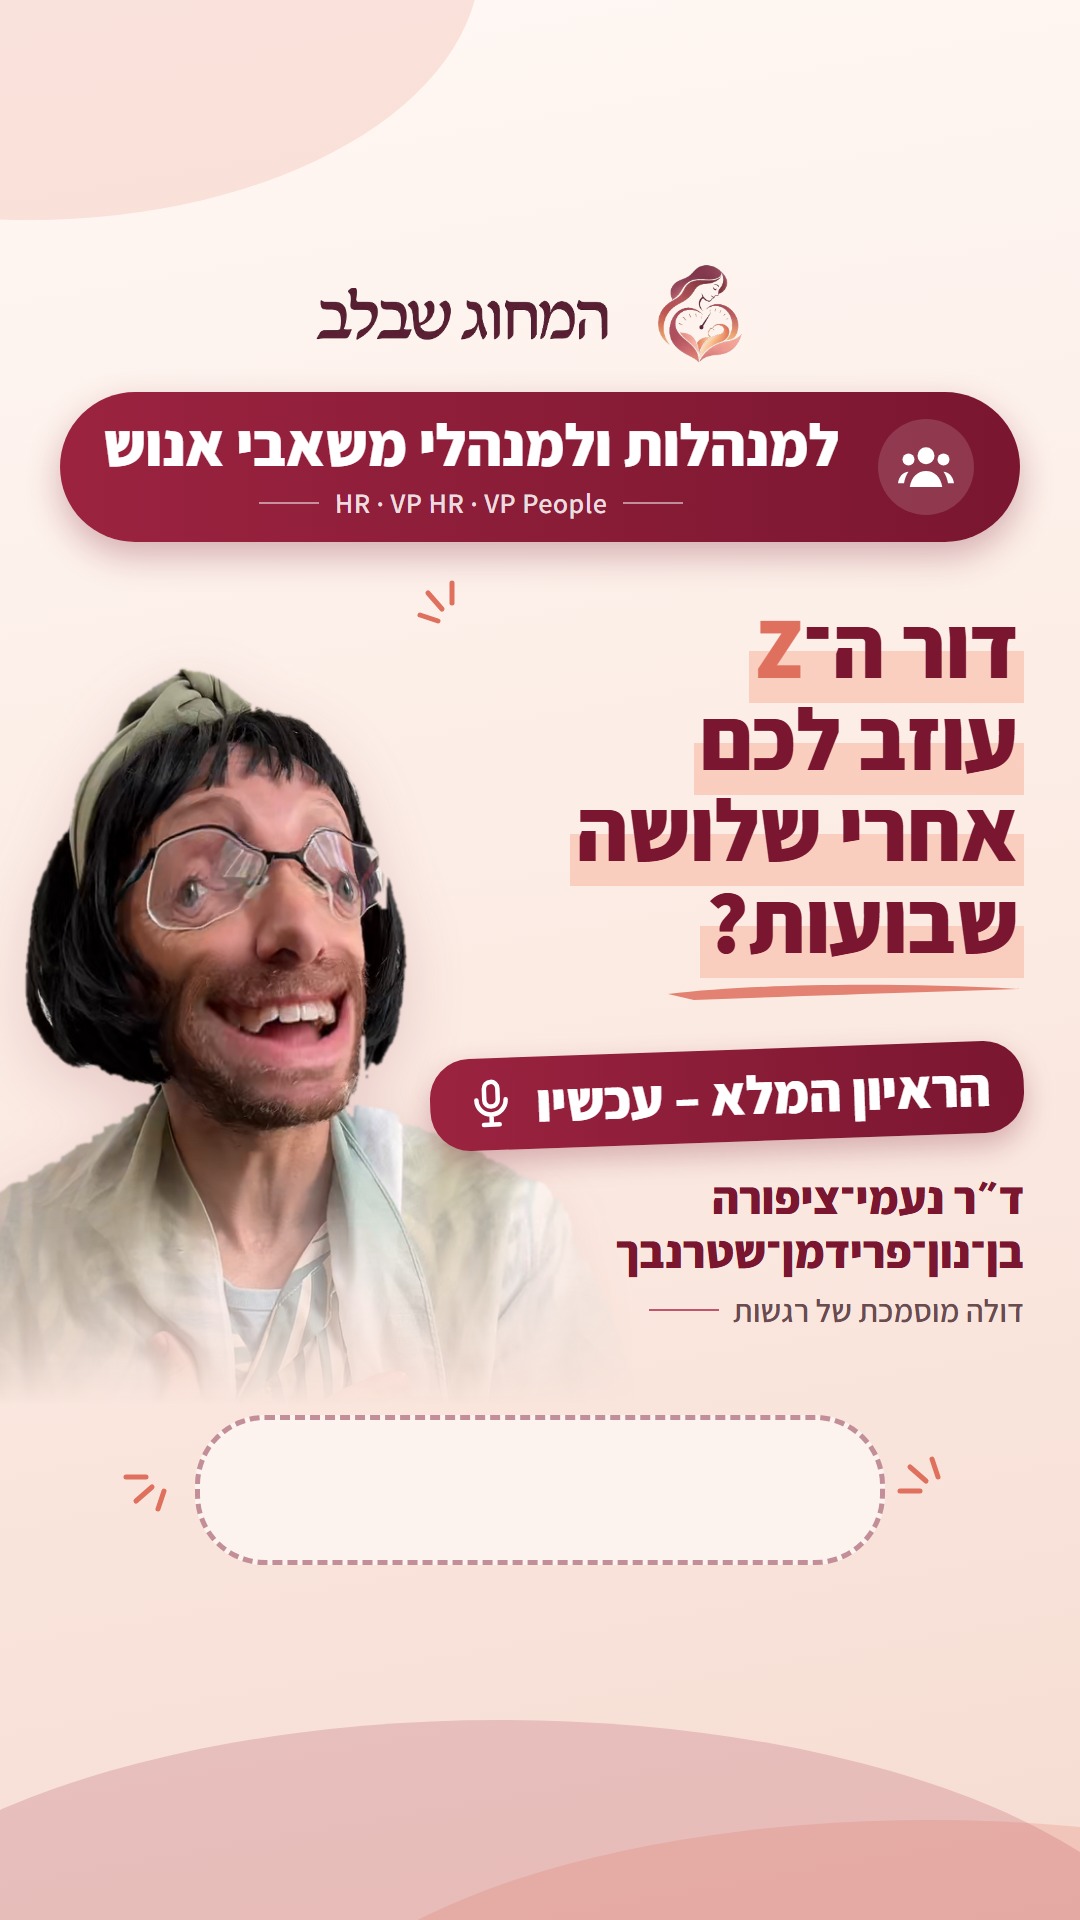 המחוג שבלב
למנהלות ולמנהלי משאבי אנוש
HR · VP HR · VP People
דור ה־Z
עוזב לכם
אחרי שלושה
שבועות?
הראיון המלא – עכשיו
ד״ר נעמי־ציפורה
בן־נון־פרידמן־שטרנבך
דולה מוסמכת של רגשות